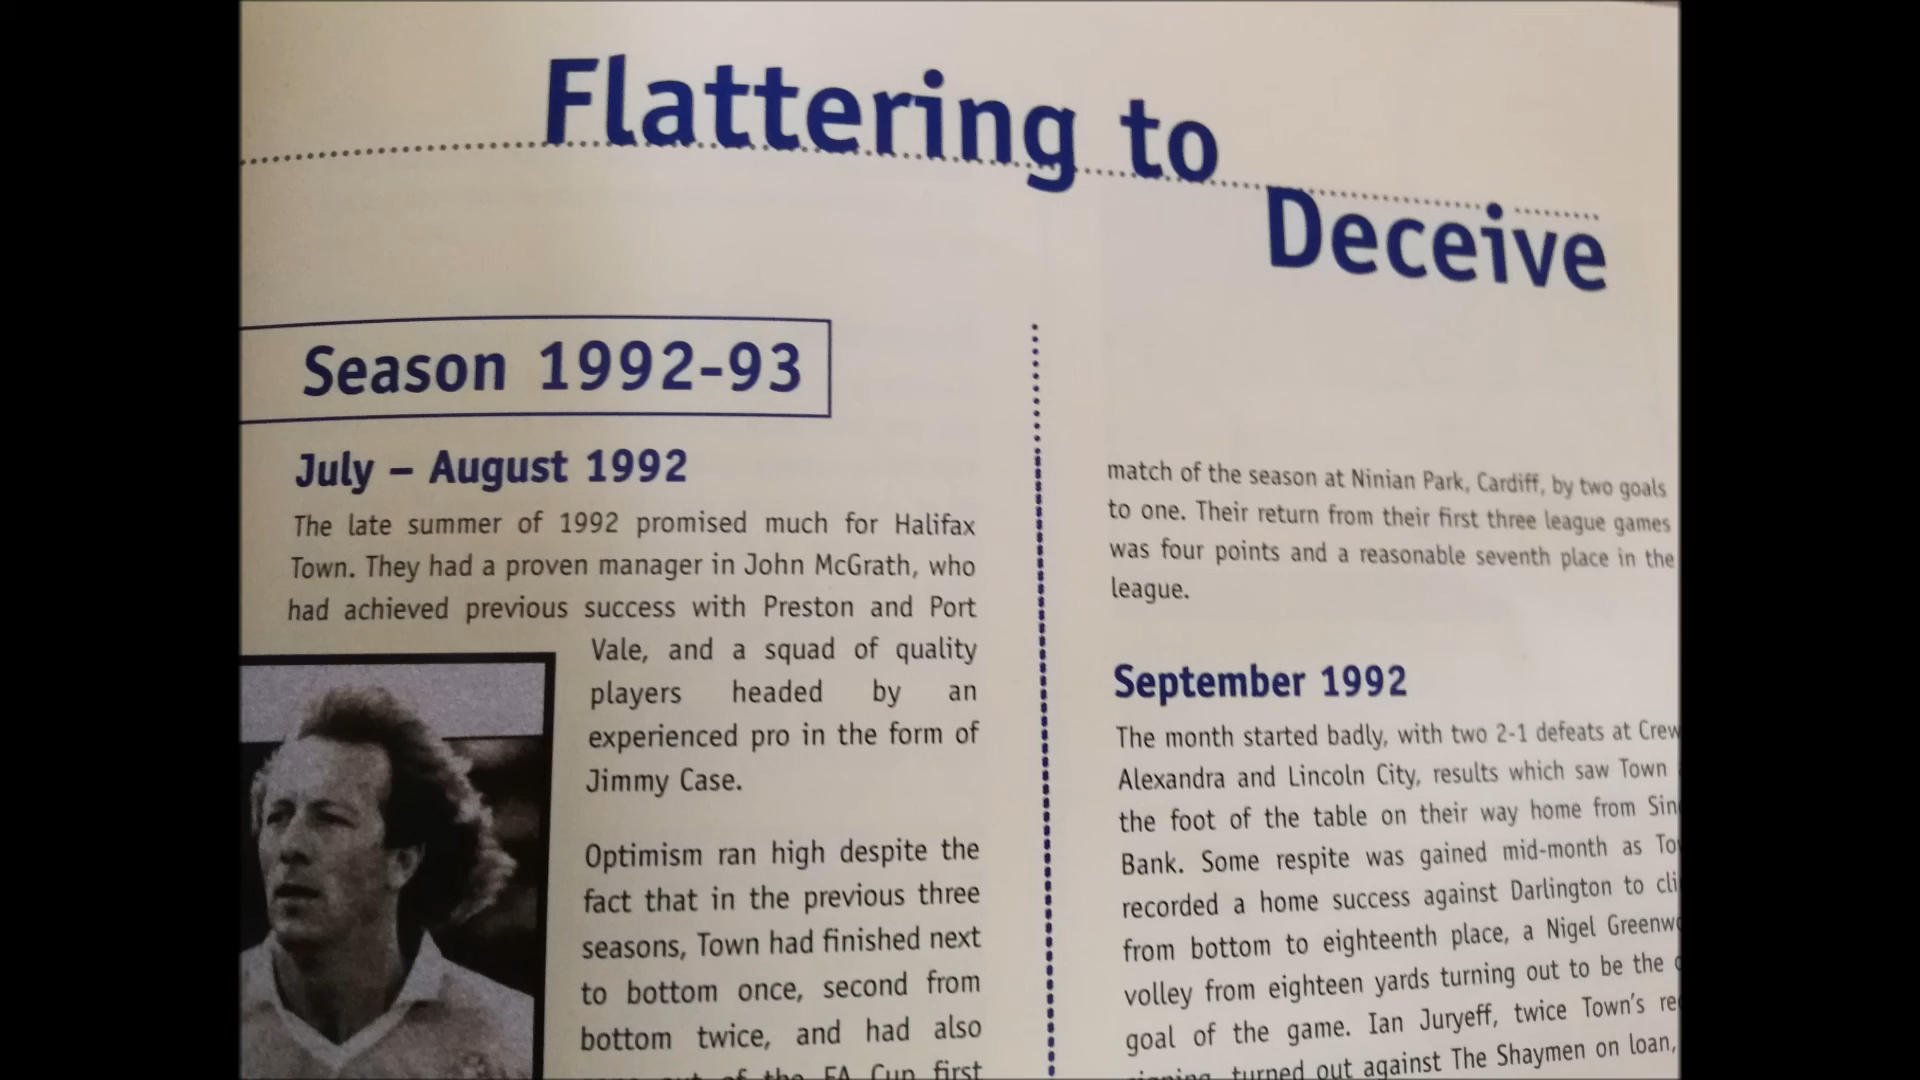 Flattering to
Deceive
Season 1992-93
July – August 1992
The late summer of 1992 promised much for Halifax
Town. They had a proven manager in John McGrath, who
had achieved previous success with Preston and Port
Vale, and a squad of quality
players headed by an
experienced pro in the form of
Jimmy Case.
Optimism ran high despite the
fact that in the previous three
seasons, Town had finished next
to bottom once, second from
bottom twice, and had also
out of the FA Cup first
match of the season at Ninian Park, Cardiff, by two goals
to one. Their return from their first three league games
was four points and a reasonable seventh place in the
league.
September 1992
The month started badly, with two 2-1 defeats at
Alexandra and Lincoln City, results which saw Town
the foot of the table on their way home from
Bank. Some respite was gained mid-month as
recorded a home success against Darlington to
from bottom to eighteenth place, a Nigel
volley from eighteen yards turning out to be the
goal of the game. Ian Juryeff, twice Town's
turned out against The Shaymen on loan,